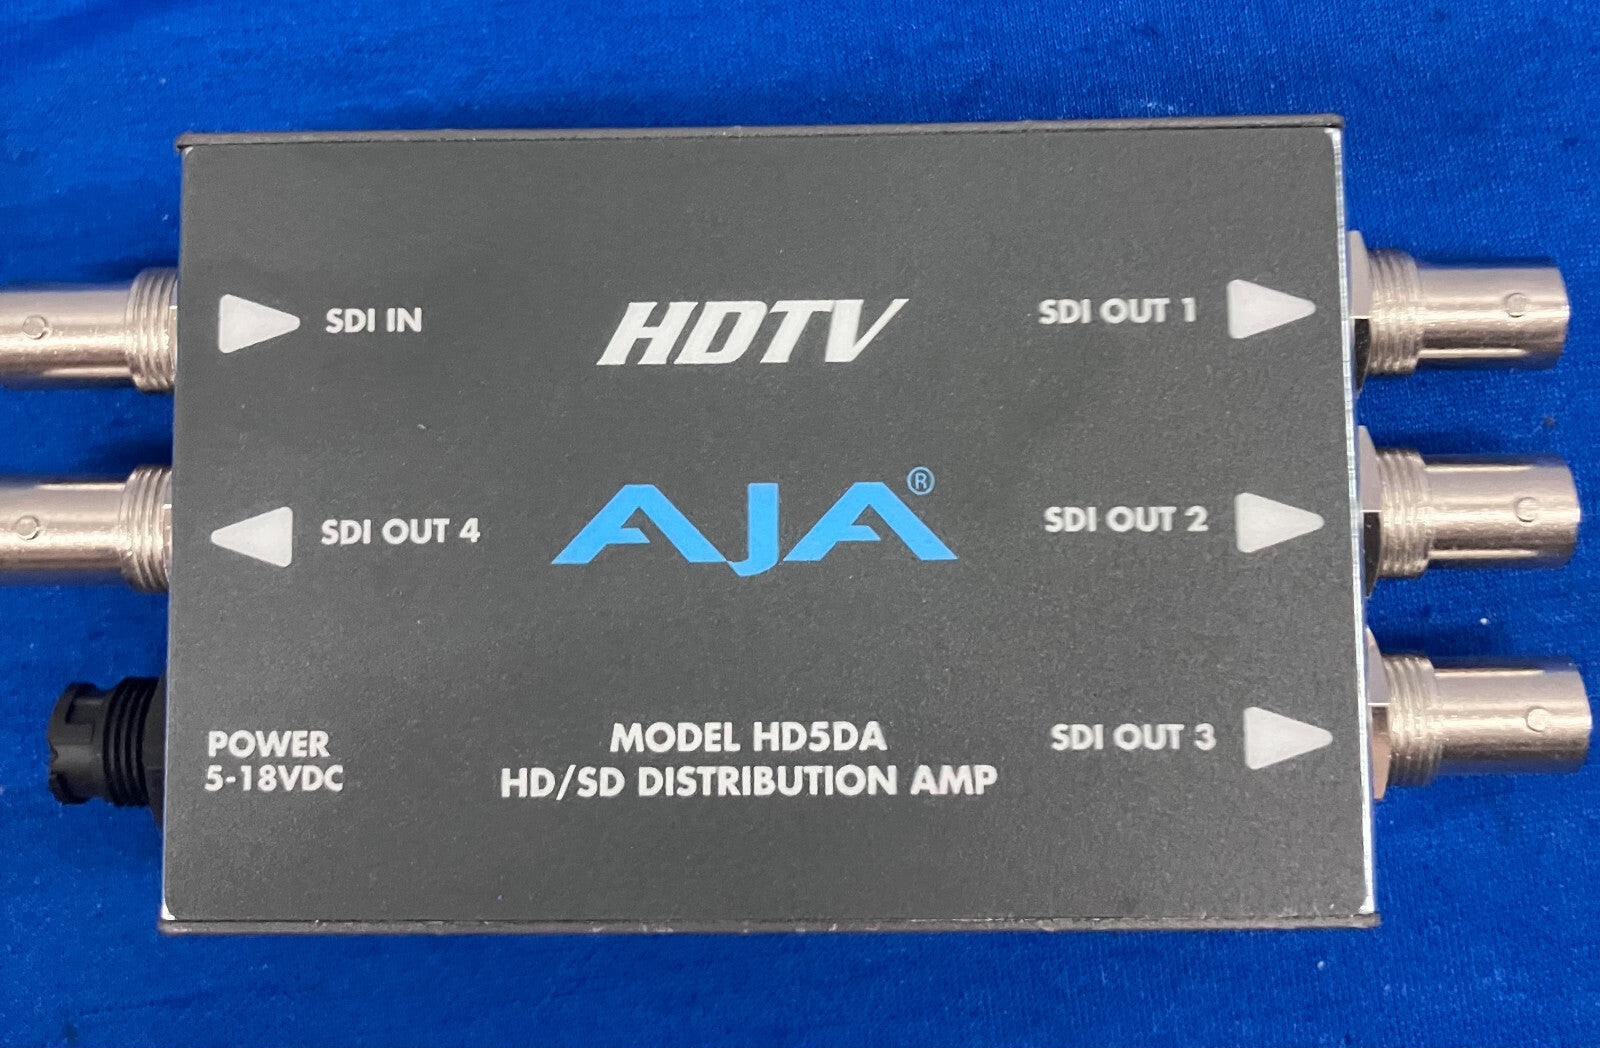 HDTV
SDI IN
SDI OUT 1
AJA®
SDI OUT 4
SDI OUT 2
POWER
5-18VDC
MODEL HD5DA
HD/SD DISTRIBUTION AMP
SDI OUT 3